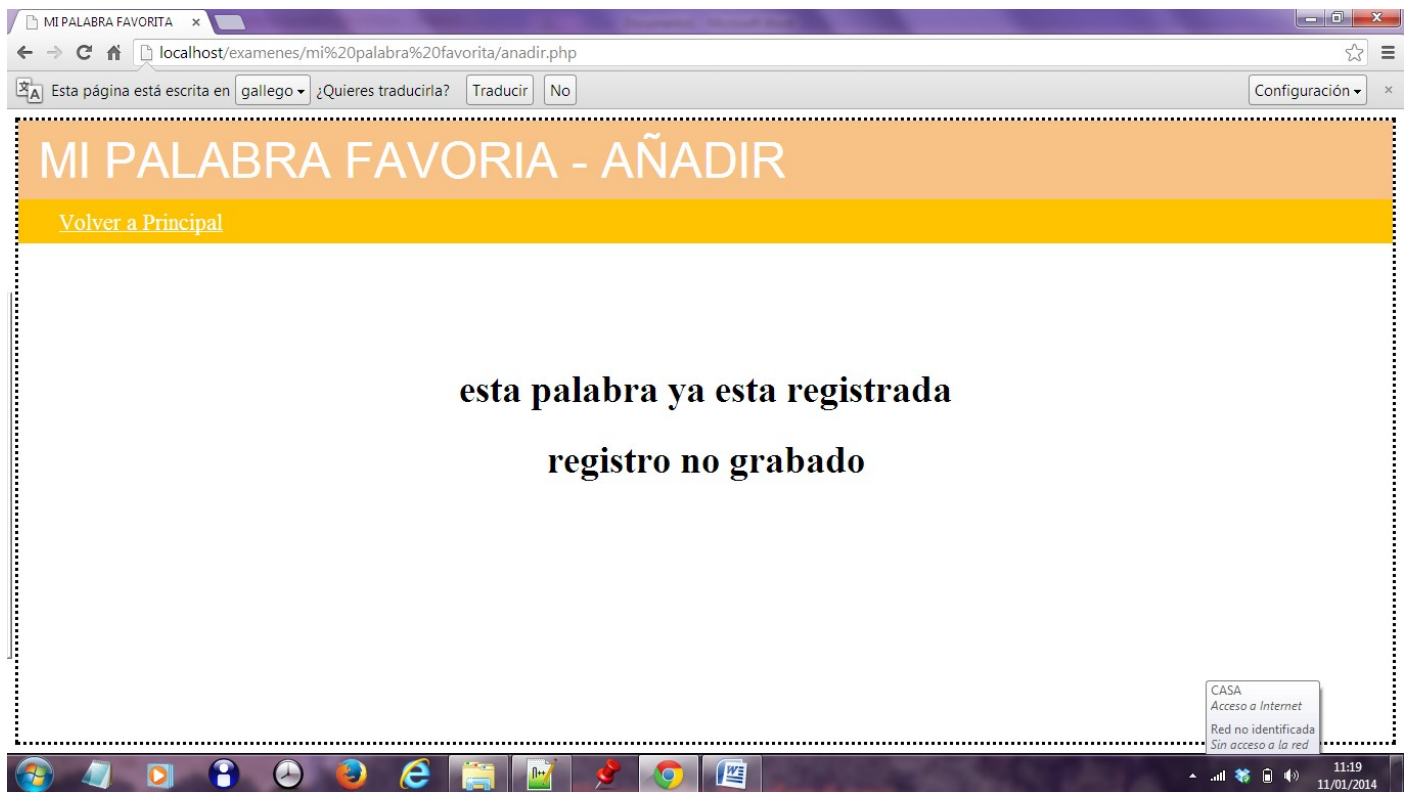 MI PALABRA FAVORITA
localhost/examenes/mi%20palabra%20favorita/anadir.php
Esta página está escrita en gallego ¿Quieres traducirla? Traducir No Configuración
MI PALABRA FAVORIA - AÑADIR
Volver a Principal
esta palabra ya esta registrada
registro no grabado
CASA
Acceso a Internet
Red no identificada
Sin acceso a la red
11:19
11/01/2014